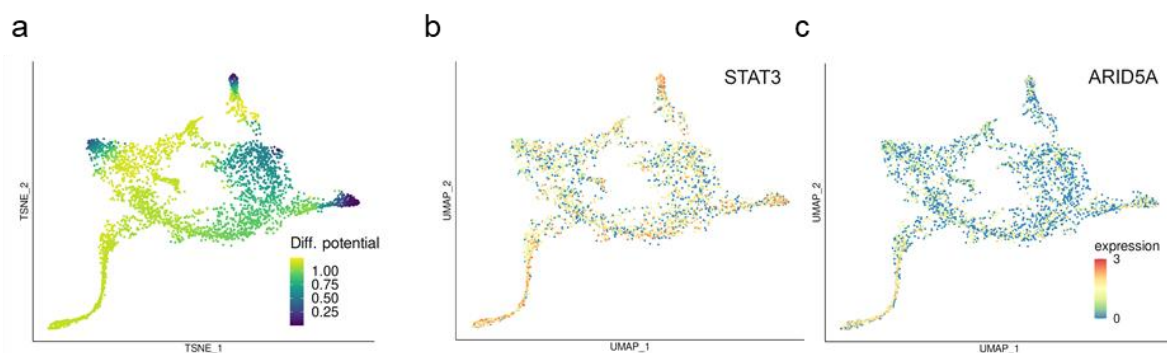 a
b
c
STAT3
ARID5A
TSNE_2
UMAP_2
UMAP_2
Diff. potential
1.00
0.75
0.50
0.25
expression
3
0
TSNE_1
UMAP_1
UMAP_1